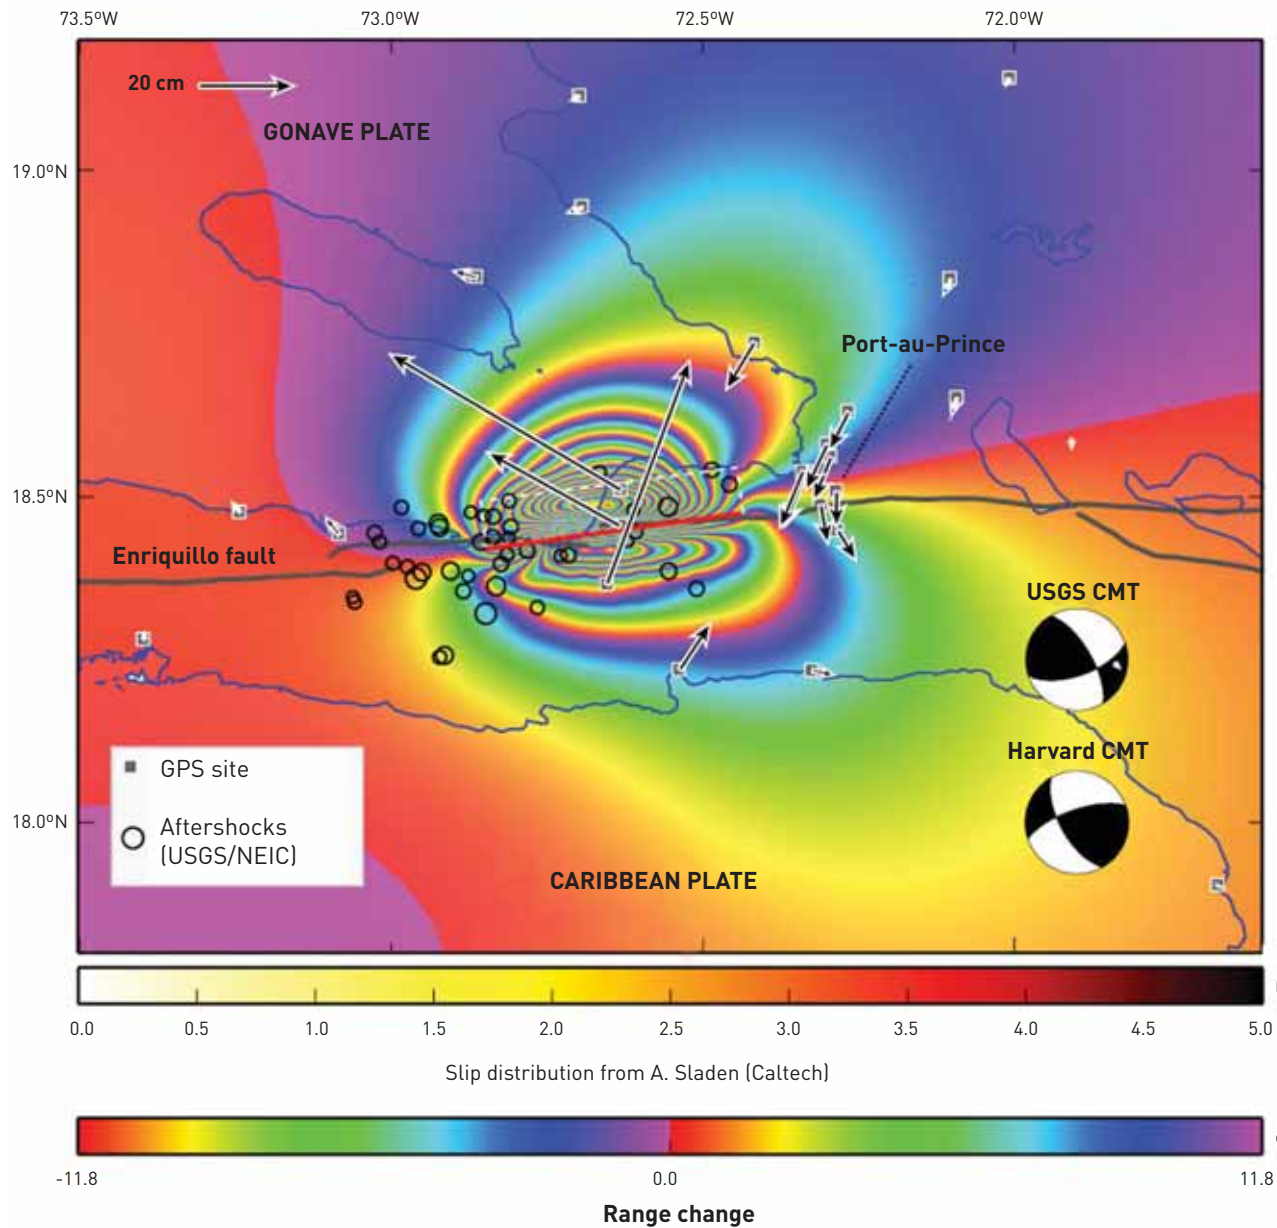 73.5°W 73.0°W 72.5°W 72.0°W
20 cm
GONAVE PLATE
19.0°N
Port-au-Prince
18.5°N
Enriquillo fault
USGS CMT
Harvard CMT
GPS site
Aftershocks
(USGS/NEIC)
18.0°N
CARIBBEAN PLATE
0.0 0.5 1.0 1.5 2.0 2.5 3.0 3.5 4.0 4.5 5.0
Slip distribution from A. Sladen (Caltech)
-11.8 0.0 11.8
Range change